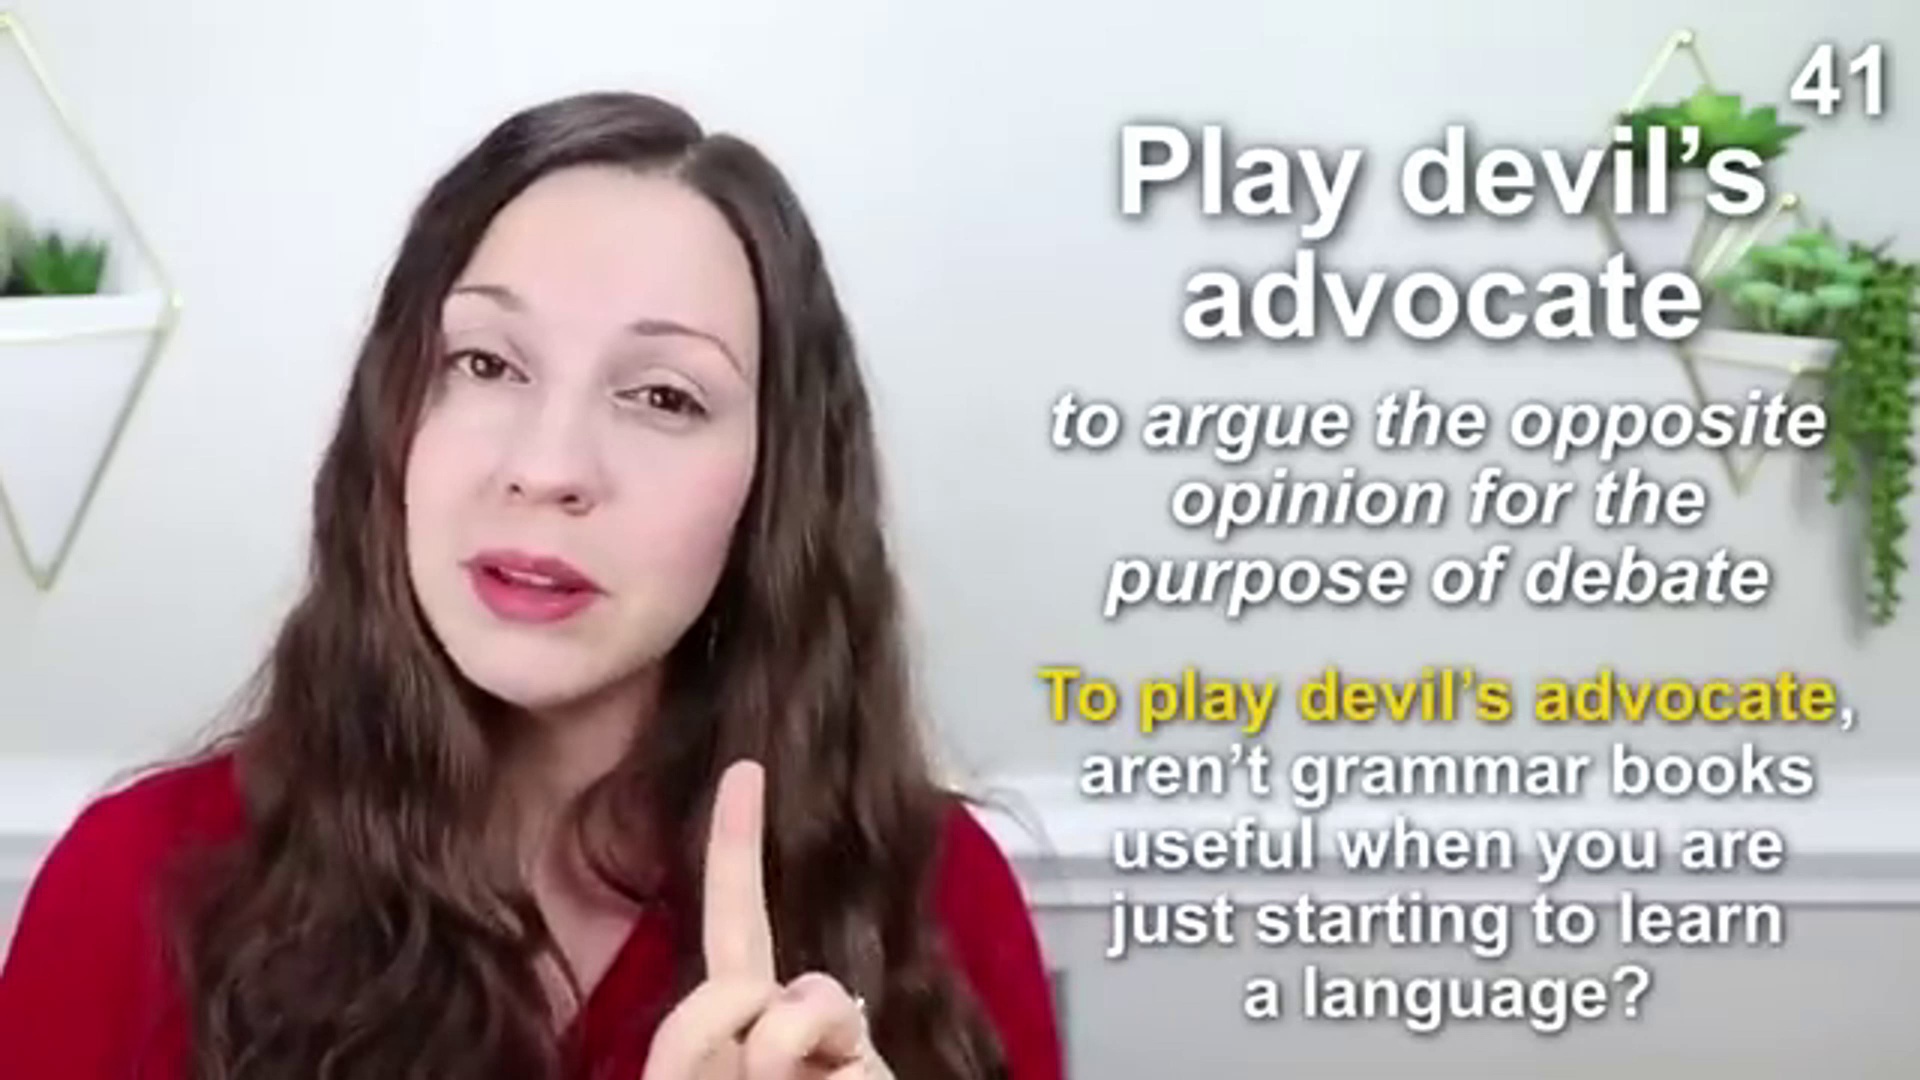 41
Play devil’s
advocate
to argue the opposite
opinion for the
purpose of debate
To play devil’s advocate,
aren’t grammar books
useful when you are
just starting to learn
a language?